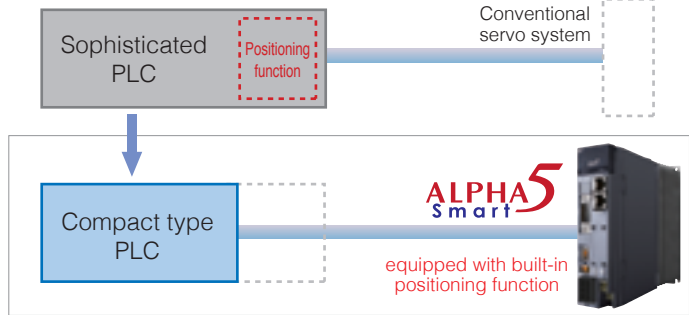 Sophisticated
PLC
Positioning
function
Conventional
servo system
Compact type
PLC
ALPHA5
Smart
equipped with built-in
positioning function